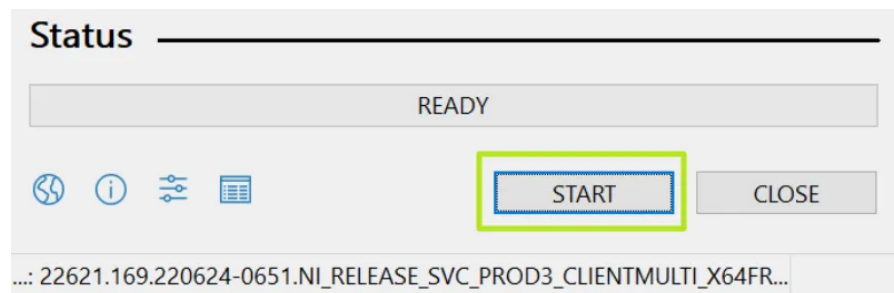 Status
READY
START CLOSE
...: 22621.169.220624-0651.NI_RELEASE_SVC_PROD3_CLIENTMULTI_X64FR...